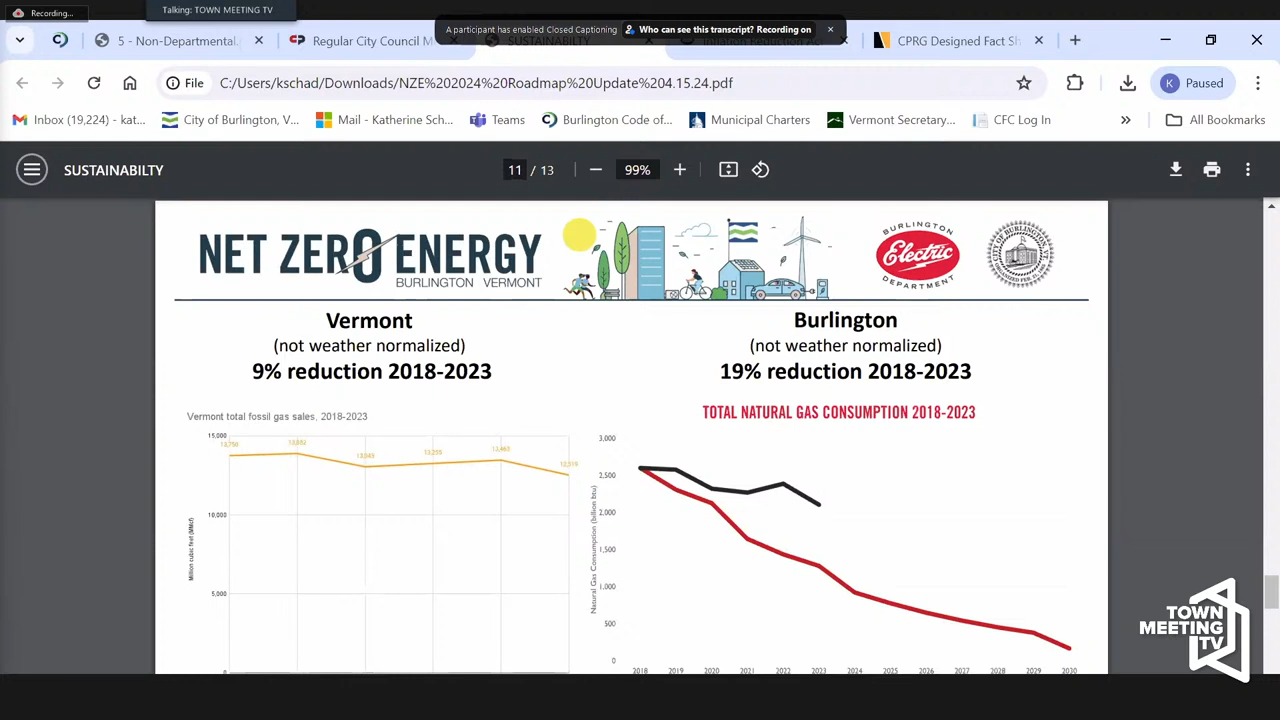 Recording...
Talking: TOWN MEETING TV
A participant has enabled Closed Captioning
Who can see this transcript? Recording on
5 - Non-Departmental
Regular City Council M
SUSTAINABILITY
CPRG Designed Fact Sh
File
C:/Users/kschad/Downloads/NZE%202024%20Roadmap%20Update%204.15.24.pdf
K Paused
Inbox (19,224) - kat...
City of Burlington, V...
Mail - Katherine Sch...
Teams
Burlington Code of...
Municipal Charters
Vermont Secretary...
CFC Log In
All Bookmarks
SUSTAINABILTY
11 / 13
99%
NET ZERO ENERGY
BURLINGTON VERMONT
BURLINGTON
Electric
DEPARTMENT
Vermont
(not weather normalized)
9% reduction 2018-2023
Burlington
(not weather normalized)
19% reduction 2018-2023
Vermont total fossil gas sales, 2018-2023
Million cubic feet (MMcf)
15,000
10,000
5,000
0
TOTAL NATURAL GAS CONSUMPTION 2018-2023
Natural Gas Consumption (billion btu)
3,000
2,500
2,000
1,500
1,000
500
0
2018 2019 2020 2021 2022 2023 2024 2025 2026 2027 2028 2029 2030
TOWN
MEETING
TV